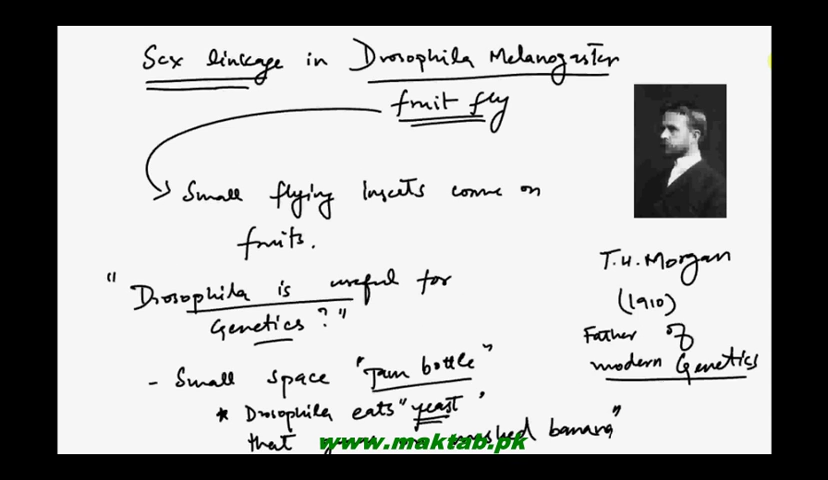 Sex linkage in Drosophila Melanogaster
fruit fly
Small flying Insects come on
fruits.
"Drosophila is useful for
Genetics?"
- Small space "Jam bottle"
* Drosophila eats "yeast"
that mashed banana"
www.maktab.pk
T.H. Morgan
(1910)
Father of
modern Genetics